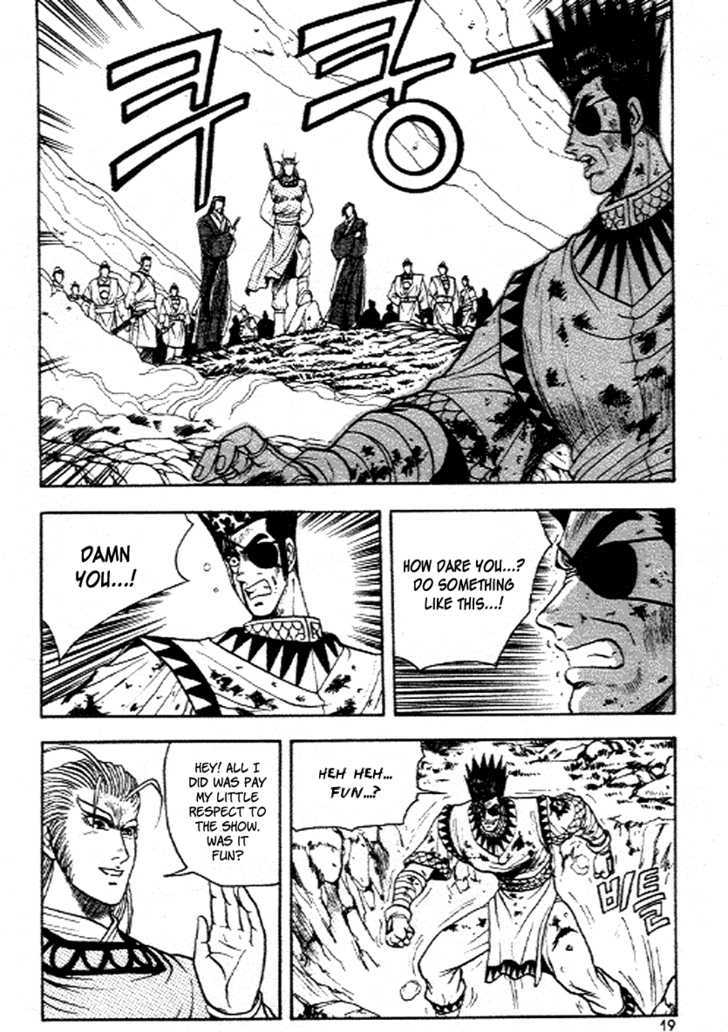 쿠쿵
DAMN
YOU...!
HOW DARE YOU...?
DO SOMETHING
LIKE THIS...!
HEY! ALL I
DID WAS PAY
MY LITTLE
RESPECT TO
THE SHOW.
WAS IT
FUN?
HEH HEH...
FUN...?
비틀
19